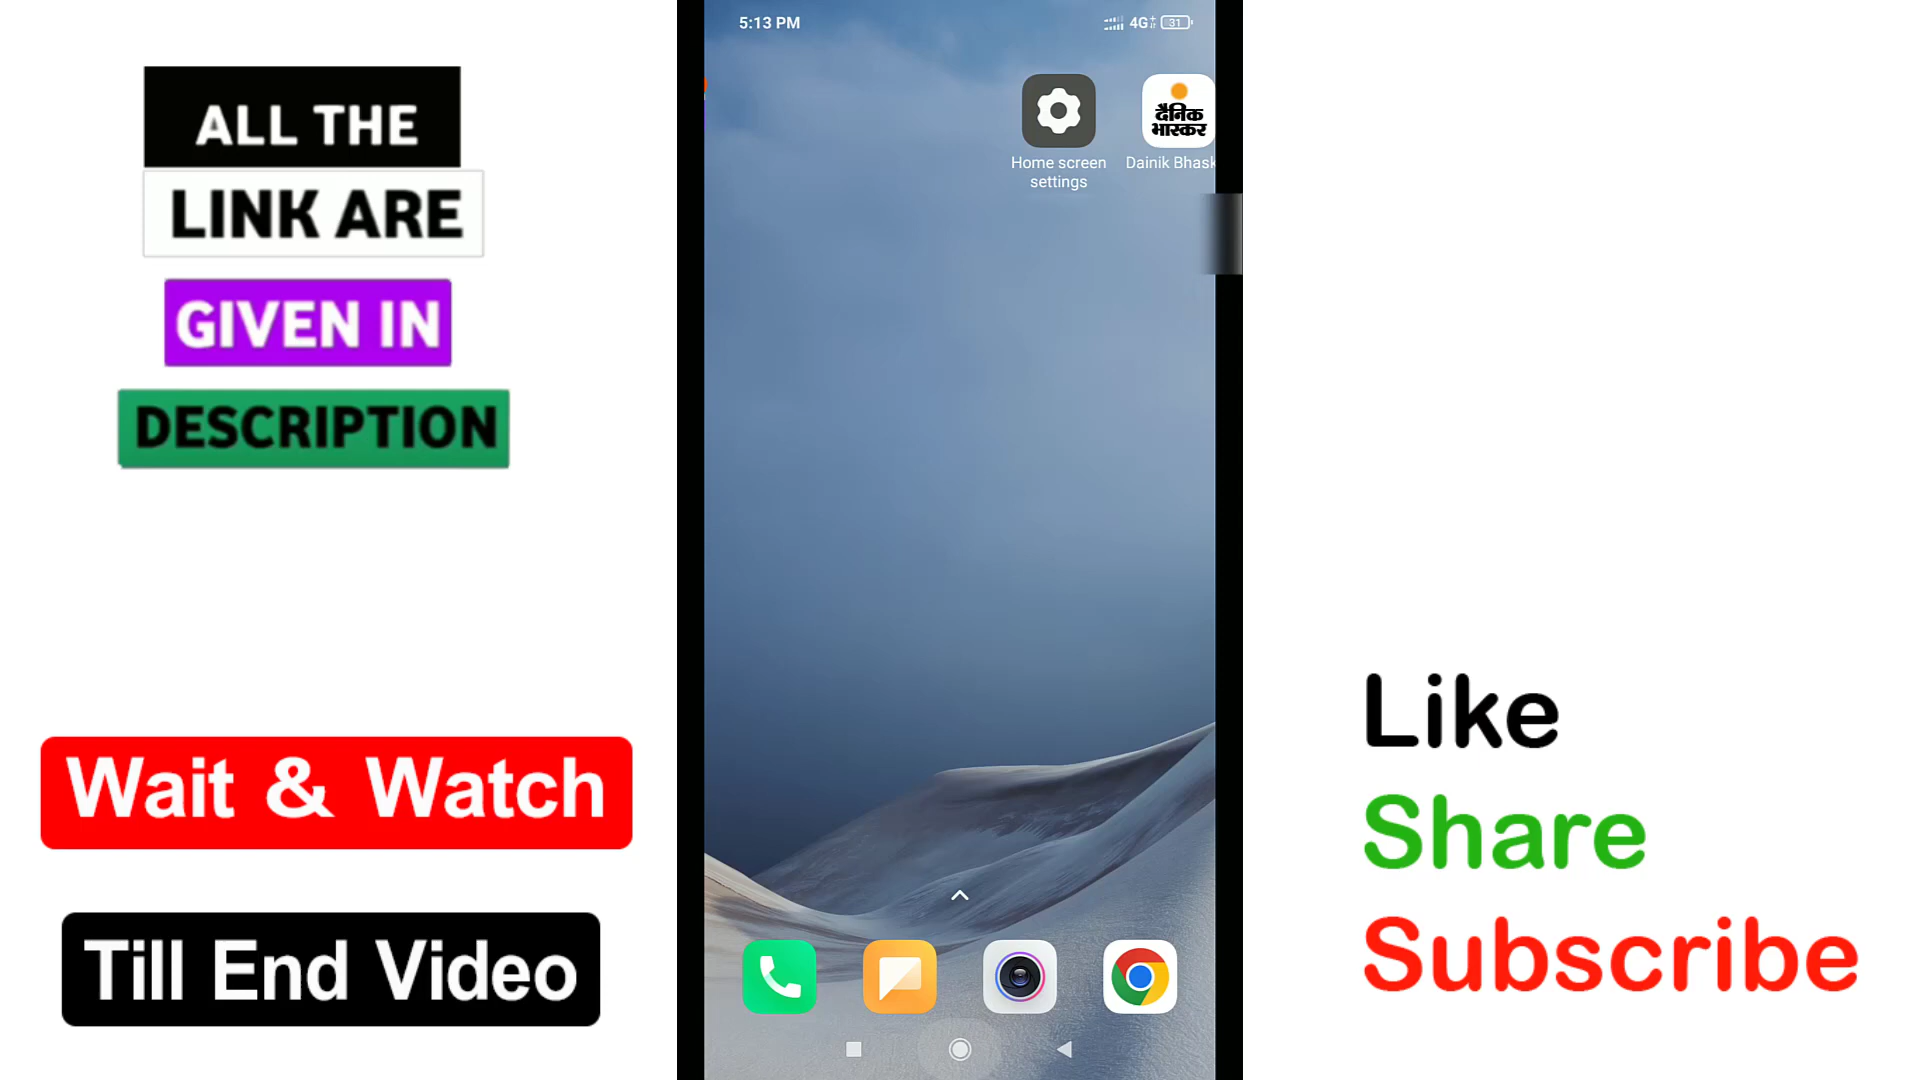 ALL THE
LINK ARE
GIVEN IN
DESCRIPTION
Wait & Watch
Till End Video
5:13 PM
4G+
31
Home screen
settings
दैनिक
भास्कर
Dainik Bhask
Like
Share
Subscribe